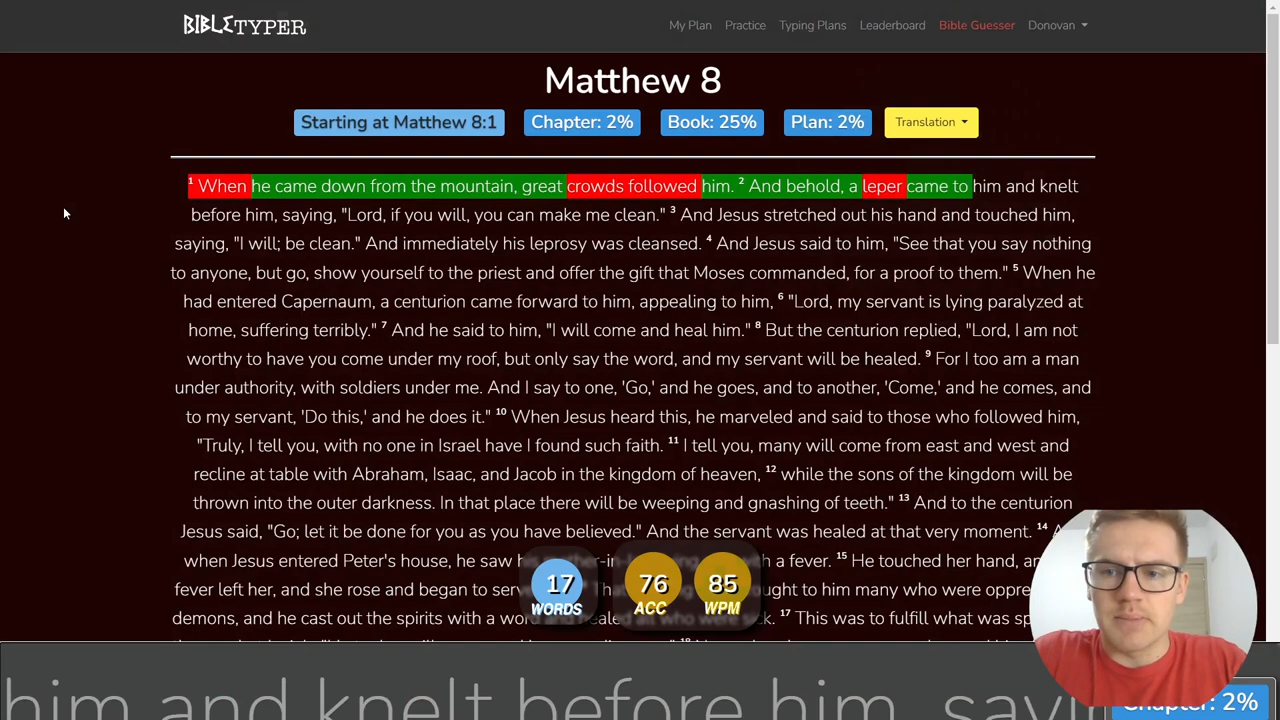 BIBLETYPER
My Plan Practice Typing Plans Leaderboard Bible Guesser Donovan
Matthew 8
Starting at Matthew 8:1 Chapter: 2% Book: 25% Plan: 2% Translation
1 When he came down from the mountain, great crowds followed him. 2 And behold, a leper came to him and knelt
before him, saying, "Lord, if you will, you can make me clean." 3 And Jesus stretched out his hand and touched him,
saying, "I will; be clean." And immediately his leprosy was cleansed. 4 And Jesus said to him, "See that you say nothing
to anyone, but go, show yourself to the priest and offer the gift that Moses commanded, for a proof to them." 5 When he
had entered Capernaum, a centurion came forward to him, appealing to him, 6 "Lord, my servant is lying paralyzed at
home, suffering terribly." 7 And he said to him, "I will come and heal him." 8 But the centurion replied, "Lord, I am not
worthy to have you come under my roof, but only say the word, and my servant will be healed. 9 For I too am a man
under authority, with soldiers under me. And I say to one, 'Go,' and he goes, and to another, 'Come,' and he comes, and
to my servant, 'Do this,' and he does it." 10 When Jesus heard this, he marveled and said to those who followed him,
"Truly, I tell you, with no one in Israel have I found such faith. 11 I tell you, many will come from east and west and
recline at table with Abraham, Isaac, and Jacob in the kingdom of heaven, 12 while the sons of the kingdom will be
thrown into the outer darkness. In that place there will be weeping and gnashing of teeth." 13 And to the centurion
Jesus said, "Go; let it be done for you as you have believed." And the servant was healed at that very moment. 14
when Jesus entered Peter's house, he saw with a fever. 15 He touched her hand,
fever left her, and she rose and began to brought to him many who were
demons, and he cast out the spirits with a word healed all who were sick. 17 This was to fulfill what was
17 WORDS 76 ACC 85 WPM
him and knelt before him, sayi
Chapter: 2%